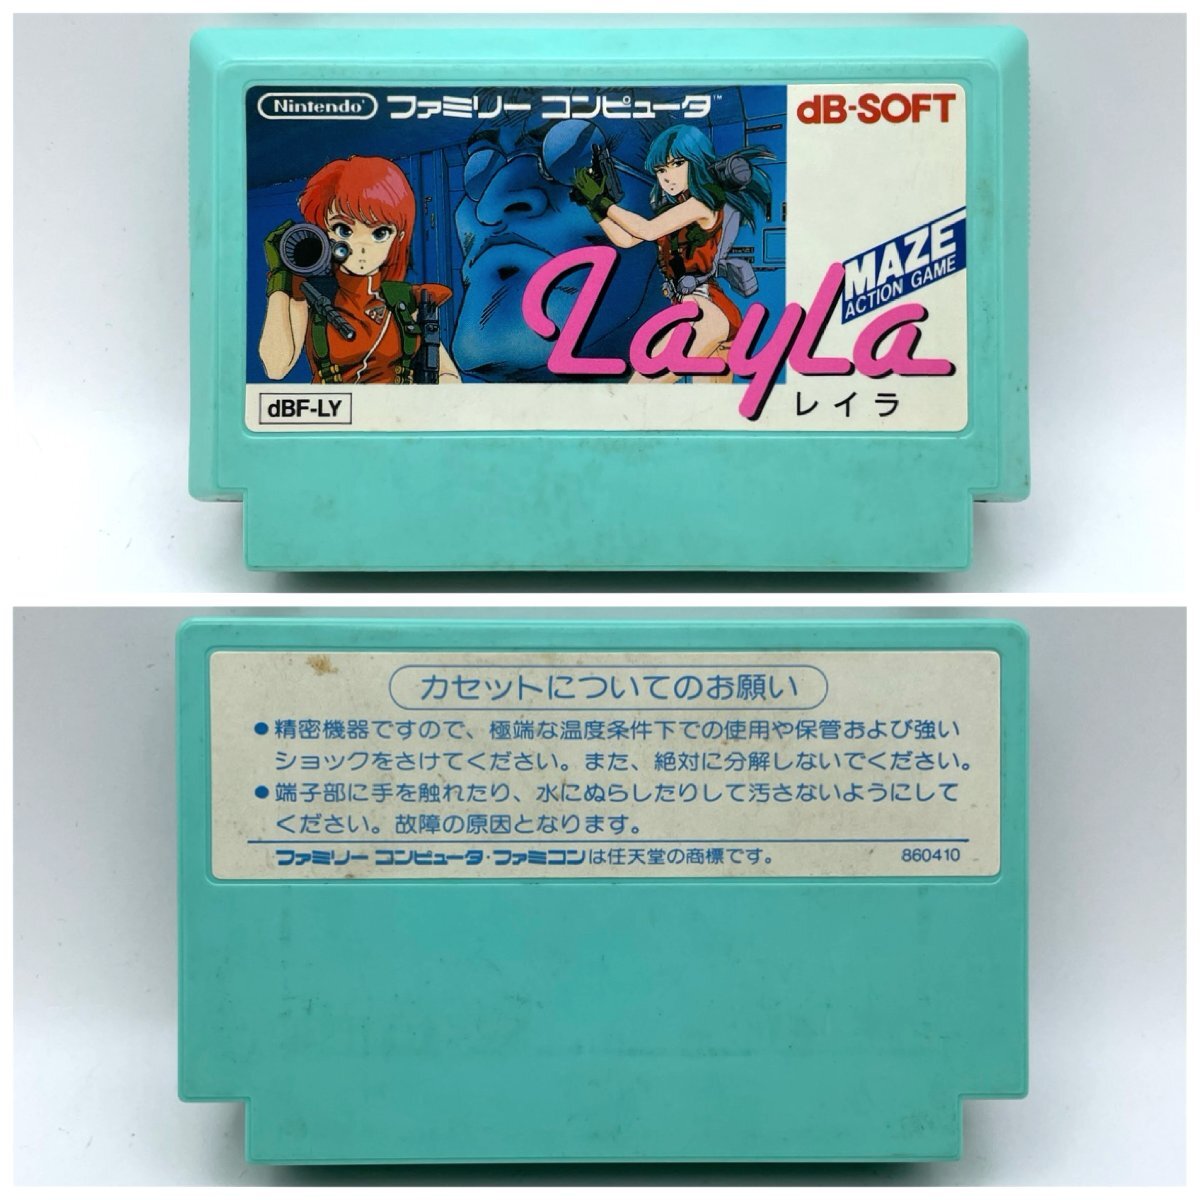 Nintendo ファミリー コンピュータ™
dB-SOFT
MAZE
ACTION GAME
Layla
レイラ
dBF-LY
カセットについてのお願い
●精密機器ですので、極端な温度条件下での使用や保管および強い
ショックをさけてください。また、絶対に分解しないでください。
●端子部に手を触れたり、水にぬらしたりして汚さないようにして
ください。故障の原因となります。
ファミリー コンピュータ・ファミコンは任天堂の商標です。 860410